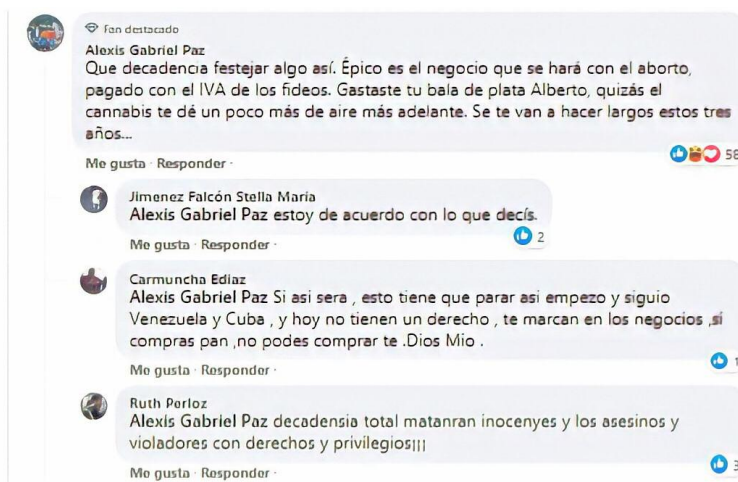 Fan destacado
Alexis Gabriel Paz
Que decadencia festejar algo así. Épico es el negocio que se hará con el aborto,
pagado con el IVA de los fideos. Gastaste tu bala de plata Alberto, quizás el
cannabis te dé un poco más de aire más adelante. Se te van a hacer largos estos tres
años...
58
Me gusta · Responder ·
Jimenez Falcón Stella María
Alexis Gabriel Paz estoy de acuerdo con lo que decís.
2
Me gusta · Responder ·
Carmuncha Ediaz
Alexis Gabriel Paz Si asi sera , esto tiene que parar asi empezo y siguio
Venezuela y Cuba , y hoy no tienen un derecho , te marcan en los negocios ,si
compras pan ,no podes comprar te .Dios Mio .
1
Me gusta · Responder ·
Ruth Perloz
Alexis Gabriel Paz decadensia total matanran inocenyes y los asesinos y
violadores con derechos y privilegios¡¡¡
3
Me gusta · Responder ·